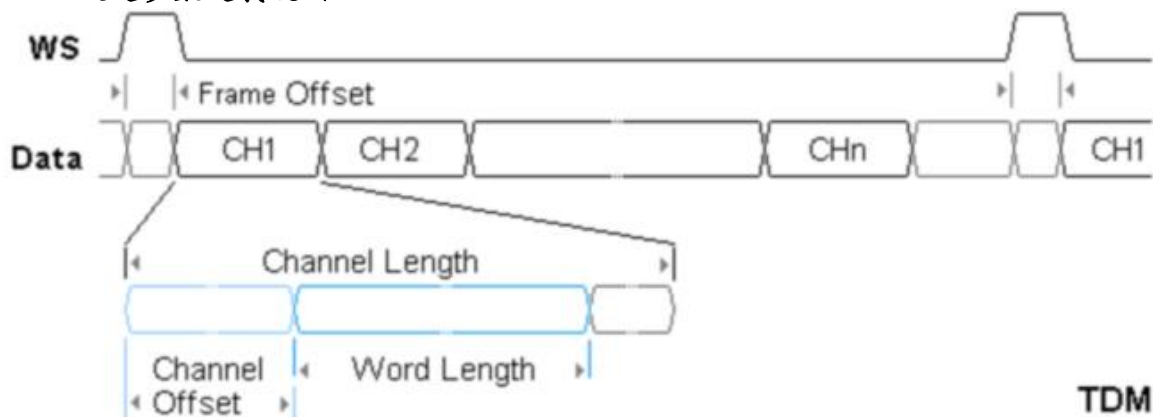 WS
Frame Offset
Data
CH1 CH2 CHn CH1
Channel Length
Channel Offset
Word Length
TDM